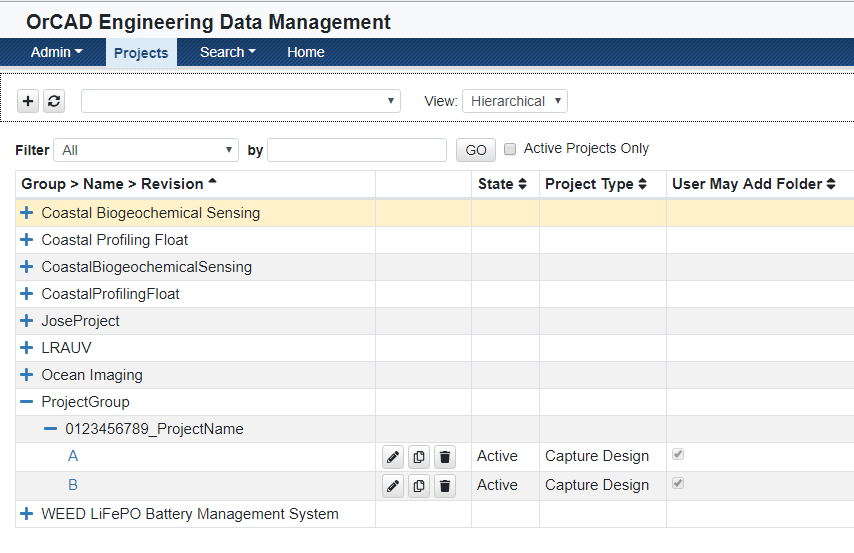 OrCAD Engineering Data Management
Admin Projects Search Home
View: Hierarchical
Filter All by GO Active Projects Only
Group > Name > Revision State Project Type User May Add Folder
Coastal Biogeochemical Sensing
Coastal Profiling Float
CoastalBiogeochemicalSensing
CoastalProfilingFloat
JoseProject
LRAUV
Ocean Imaging
ProjectGroup
0123456789_ProjectName
A Active Capture Design
B Active Capture Design
WEED LiFePO Battery Management System